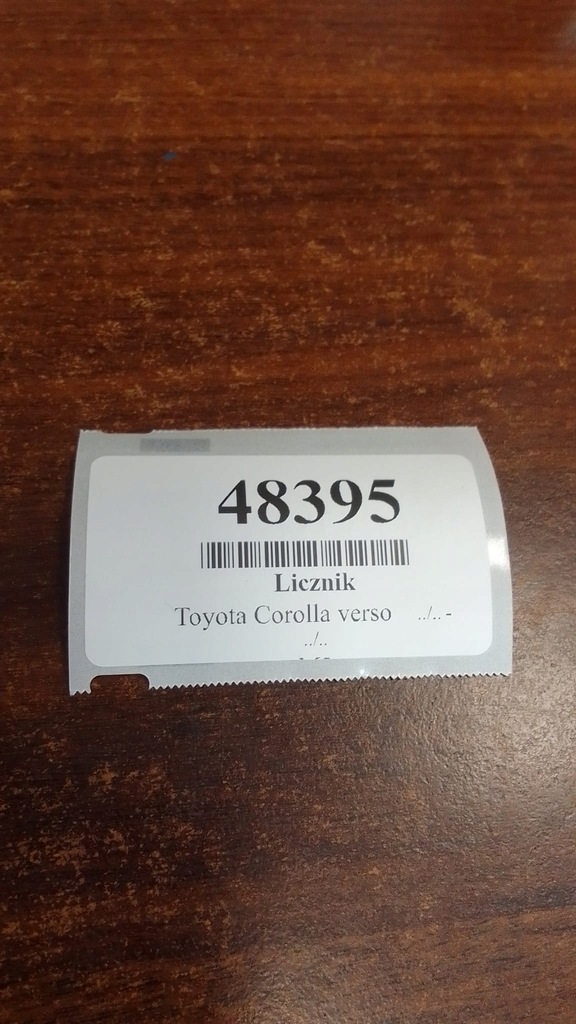 48395
Licznik
Toyota Corolla verso ../.. -
../..